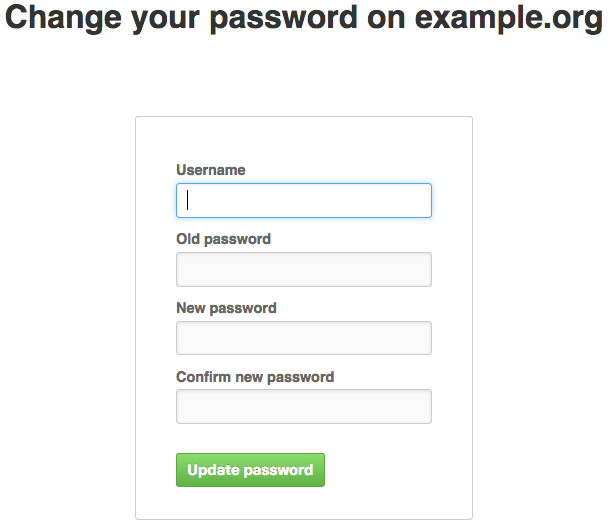 Change your password on example.org
Username
Old password
New password
Confirm new password
Update password